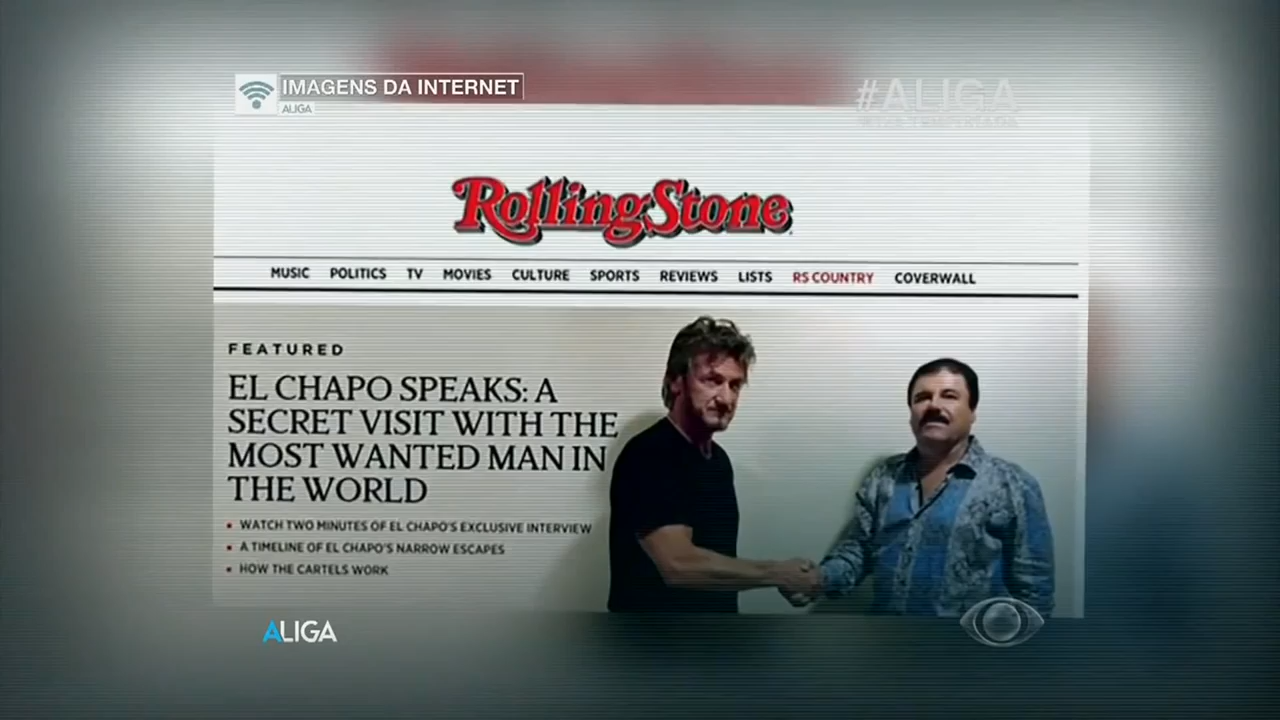 IMAGENS DA INTERNET
ALIGA
#ALIGA
RollingStone
MUSIC POLITICS TV MOVIES CULTURE SPORTS REVIEWS LISTS RS COUNTRY COVERWALL
FEATURED
EL CHAPO SPEAKS: A
SECRET VISIT WITH THE
MOST WANTED MAN IN
THE WORLD
WATCH TWO MINUTES OF EL CHAPO'S EXCLUSIVE INTERVIEW
A TIMELINE OF EL CHAPO'S NARROW ESCAPES
HOW THE CARTELS WORK
ALIGA